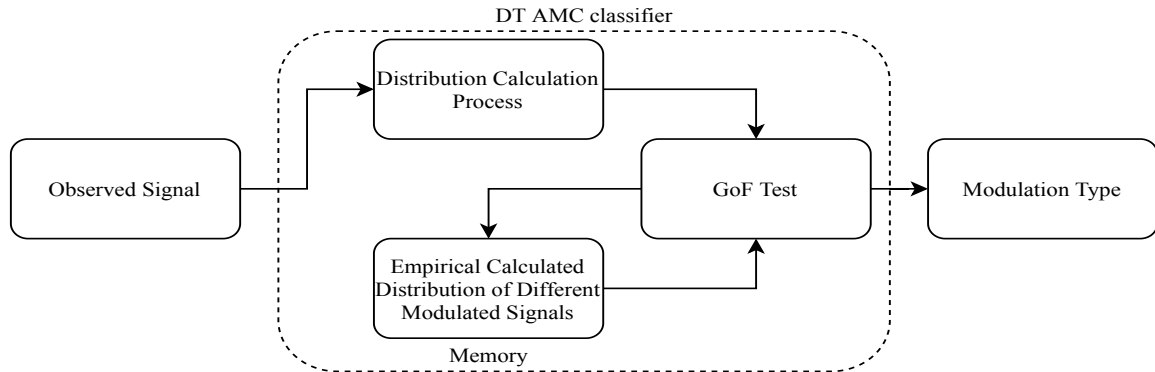 DT AMC classifier
Distribution Calculation
Process
Observed Signal
GoF Test
Modulation Type
Empirical Calculated
Distribution of Different
Modulated Signals
Memory